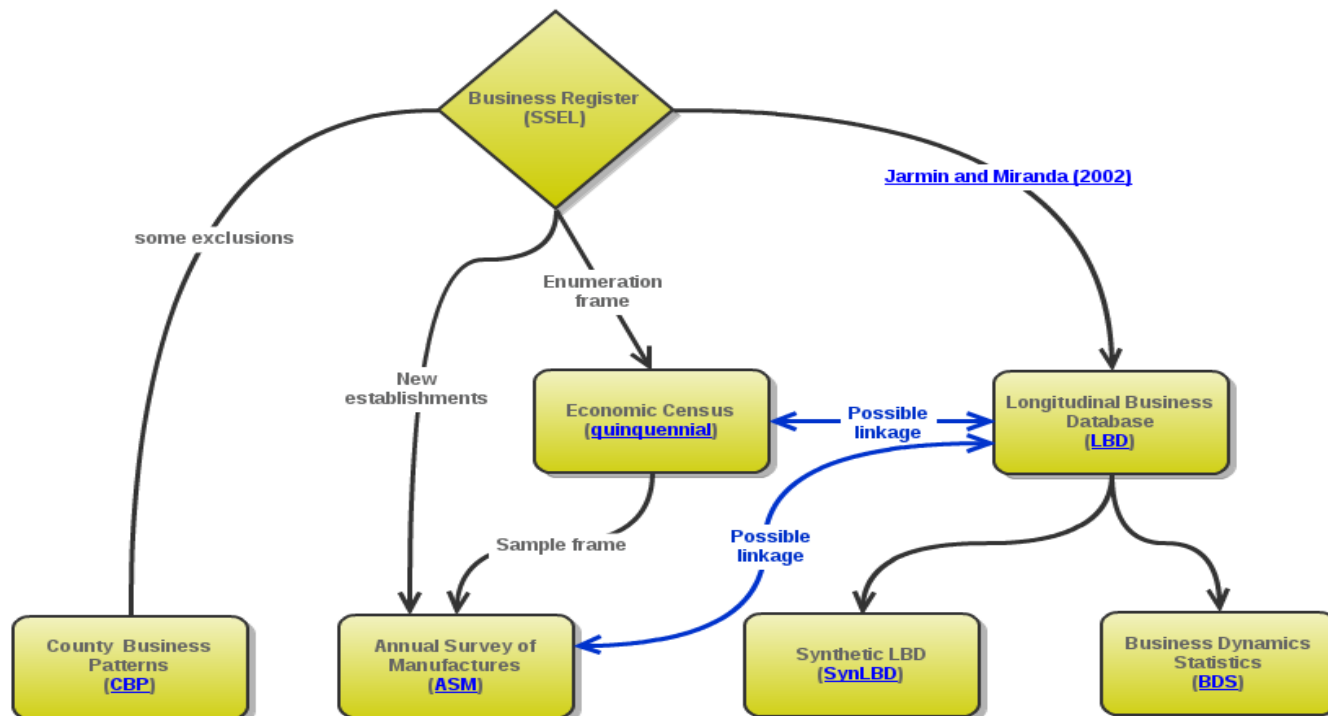 Business Register
(SSEL)
Jarmin and Miranda (2002)
some exclusions
Enumeration
frame
New
establishments
Economic Census
(quinquennial)
Possible
linkage
Longitudinal Business
Database
(LBD)
Sample frame
Possible
linkage
County Business
Patterns
(CBP)
Annual Survey of
Manufactures
(ASM)
Synthetic LBD
(SynLBD)
Business Dynamics
Statistics
(BDS)